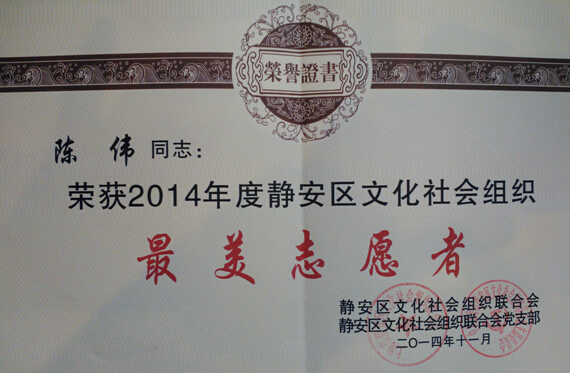 榮譽證書
陈 伟 同志：
荣获2014年度静安区文化社会组织
最美志愿者
静安区文化社会组织联合会
静安区文化社会组织联合会党支部
二〇一四年十一月